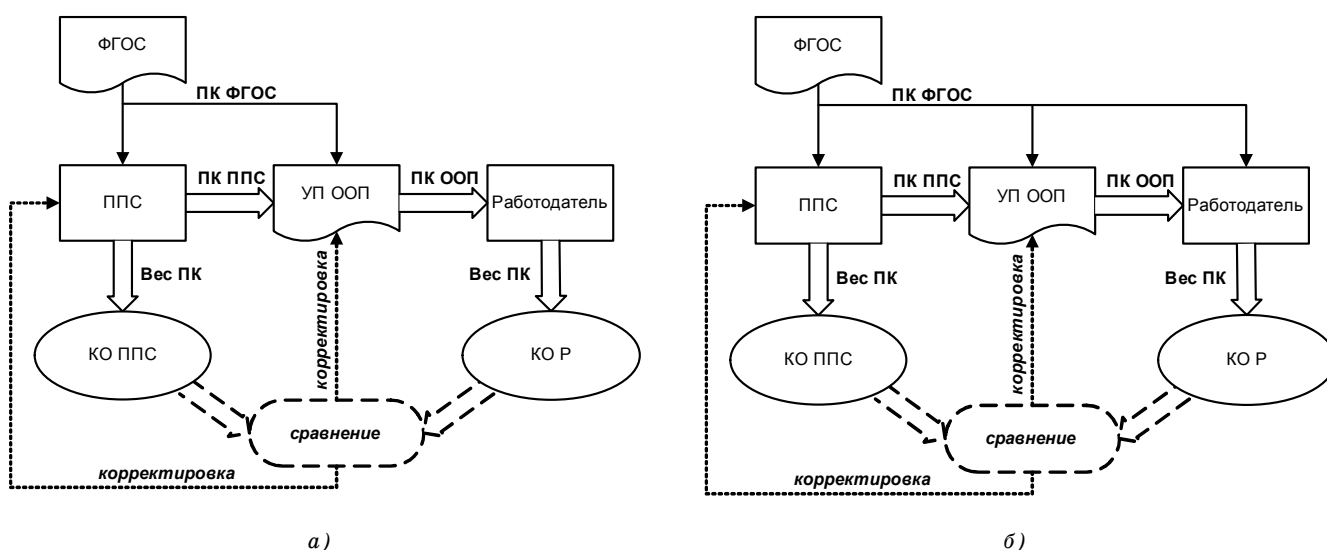 ФГОС
ПК ФГОС
ППС
ПК ППС
УП ООП
ПК ООП
Работодатель
Вес ПК
корректировка
Вес ПК
КО ППС
КО Р
сравнение
корректировка
а)
ФГОС
ПК ФГОС
ППС
ПК ППС
УП ООП
ПК ООП
Работодатель
Вес ПК
корректировка
Вес ПК
КО ППС
КО Р
сравнение
корректировка
б)